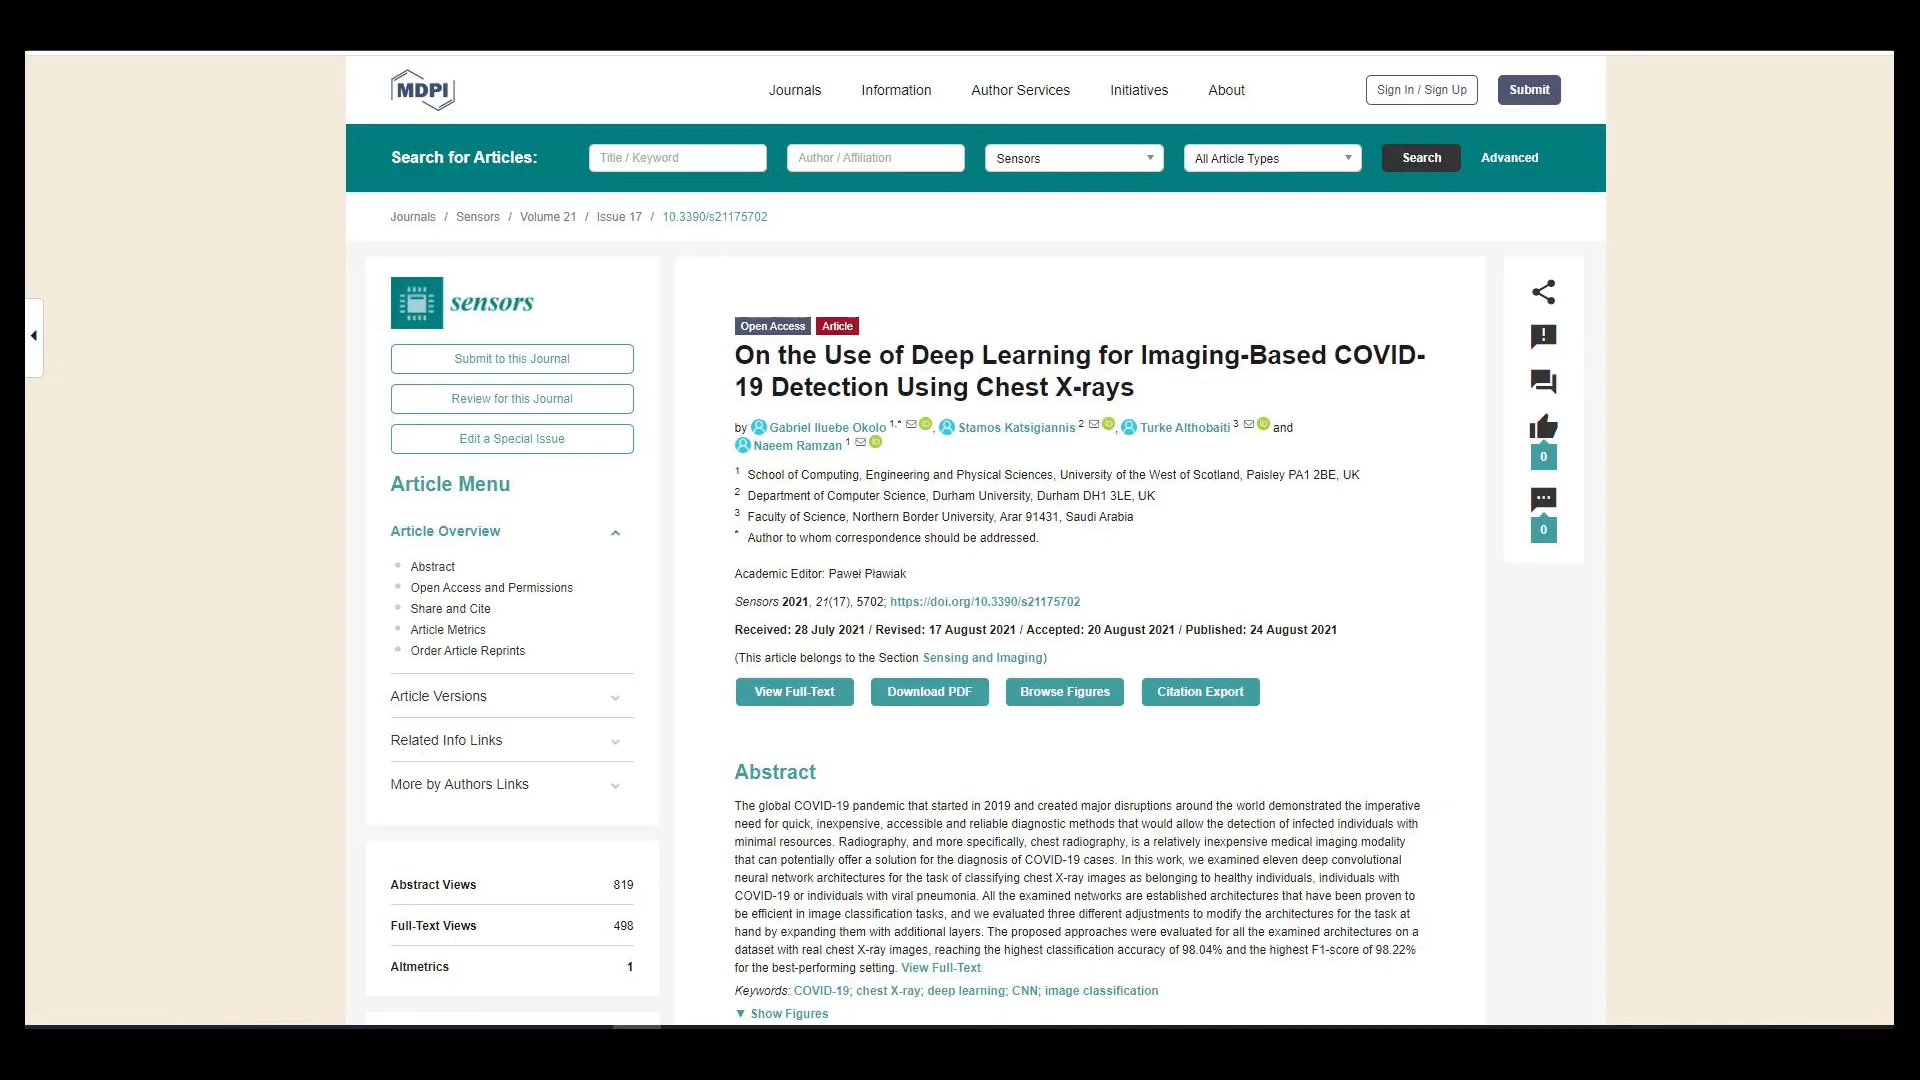 MDPI
Journals
Information
Author Services
Initiatives
About
Sign In / Sign Up
Submit
Search for Articles:
Title / Keyword
Author / Affiliation
Sensors
All Article Types
Search
Advanced
Journals / Sensors / Volume 21 / Issue 17 / 10.3390/s21175702
sensors
Submit to this Journal
Review for this Journal
Edit a Special Issue
Article Menu
Article Overview
Abstract
Open Access and Permissions
Share and Cite
Article Metrics
Order Article Reprints
Article Versions
Related Info Links
More by Authors Links
Abstract Views 819
Full-Text Views 498
Altmetrics 1
Open Access Article
On the Use of Deep Learning for Imaging-Based COVID-
19 Detection Using Chest X-rays
by Gabriel Iluebe Okolo 1,* iD, Stamos Katsigiannis 2 iD, Turke Althobaiti 3 iD and
Naeem Ramzan 1 iD
1 School of Computing, Engineering and Physical Sciences, University of the West of Scotland, Paisley PA1 2BE, UK
2 Department of Computer Science, Durham University, Durham DH1 3LE, UK
3 Faculty of Science, Northern Border University, Arar 91431, Saudi Arabia
* Author to whom correspondence should be addressed.
Academic Editor: Paweł Pławiak
Sensors 2021, 21(17), 5702; https://doi.org/10.3390/s21175702
Received: 28 July 2021 / Revised: 17 August 2021 / Accepted: 20 August 2021 / Published: 24 August 2021
(This article belongs to the Section Sensing and Imaging)
View Full-Text
Download PDF
Browse Figures
Citation Export
Abstract
The global COVID-19 pandemic that started in 2019 and created major disruptions around the world demonstrated the imperative
need for quick, inexpensive, accessible and reliable diagnostic methods that would allow the detection of infected individuals with
minimal resources. Radiography, and more specifically, chest radiography, is a relatively inexpensive medical imaging modality
that can potentially offer a solution for the diagnosis of COVID-19 cases. In this work, we examined eleven deep convolutional
neural network architectures for the task of classifying chest X-ray images as belonging to healthy individuals, individuals with
COVID-19 or individuals with viral pneumonia. All the examined networks are established architectures that have been proven to
be efficient in image classification tasks, and we evaluated three different adjustments to modify the architectures for the task at
hand by expanding them with additional layers. The proposed approaches were evaluated for all the examined architectures on a
dataset with real chest X-ray images, reaching the highest classification accuracy of 98.04% and the highest F1-score of 98.22%
for the best-performing setting. View Full-Text
Keywords: COVID-19; chest X-ray; deep learning; CNN; image classification
▼ Show Figures
0
0